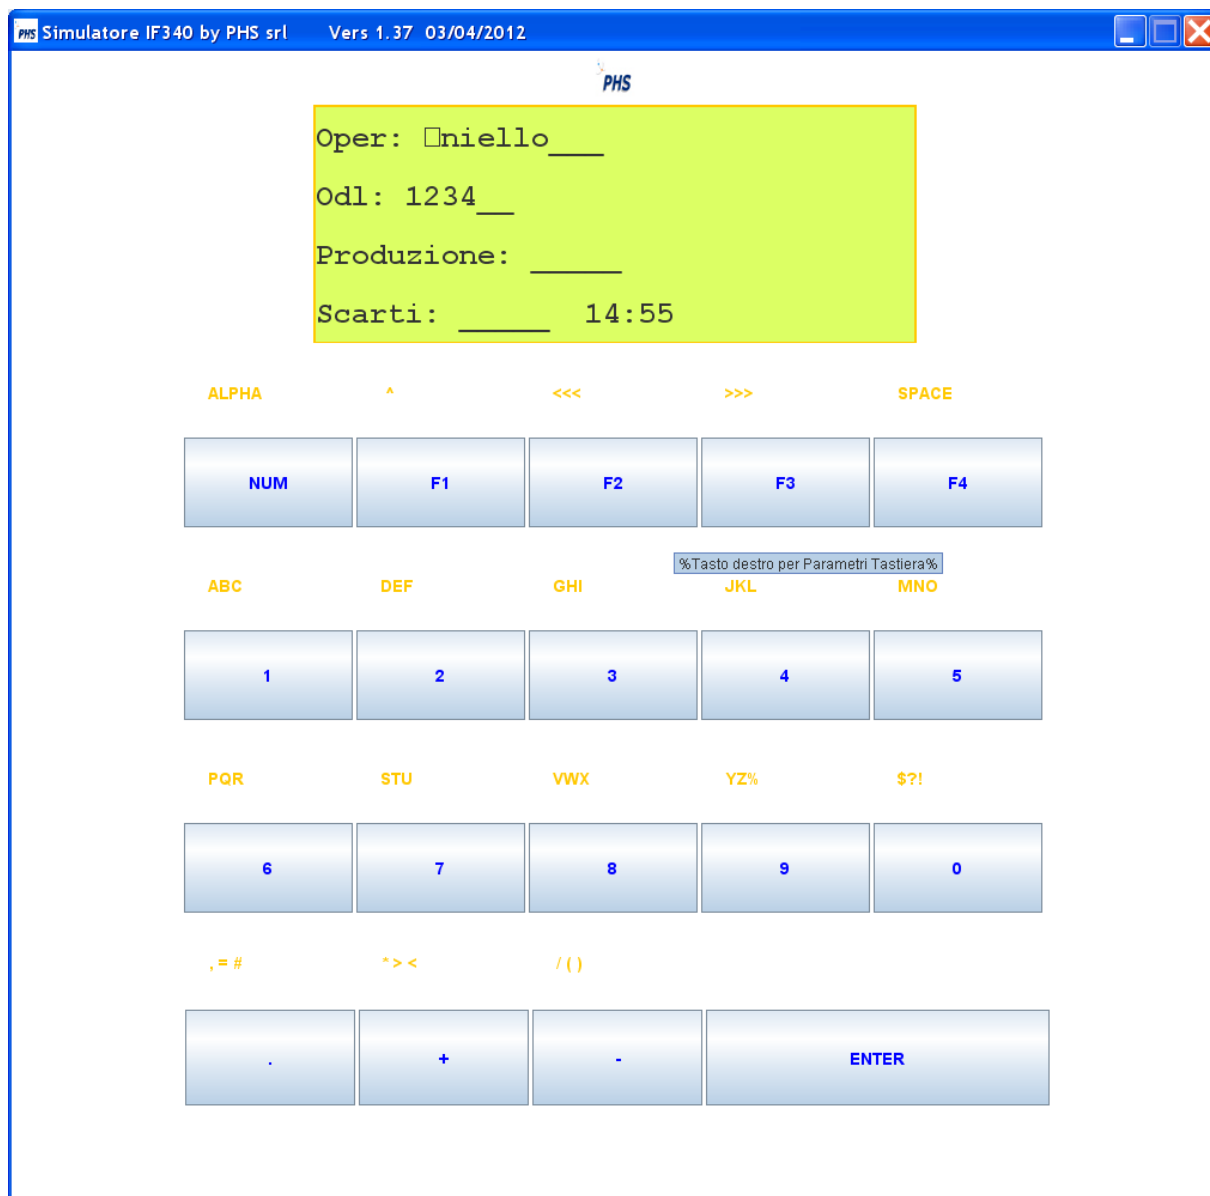 PHS Simulatore IF340 by PHS srl Vers 1.37 03/04/2012
PHS
Oper: □niello___
Odl: 1234__
Produzione: _____
Scarti: _____ 14:55
ALPHA ^ <<< >>> SPACE
NUM F1 F2 F3 F4
%Tasto destro per Parametri Tastiera%
ABC DEF GHI JKL MNO
1 2 3 4 5
PQR STU VWX YZ% $?!
6 7 8 9 0
, = # * > < / ( )
. + - ENTER